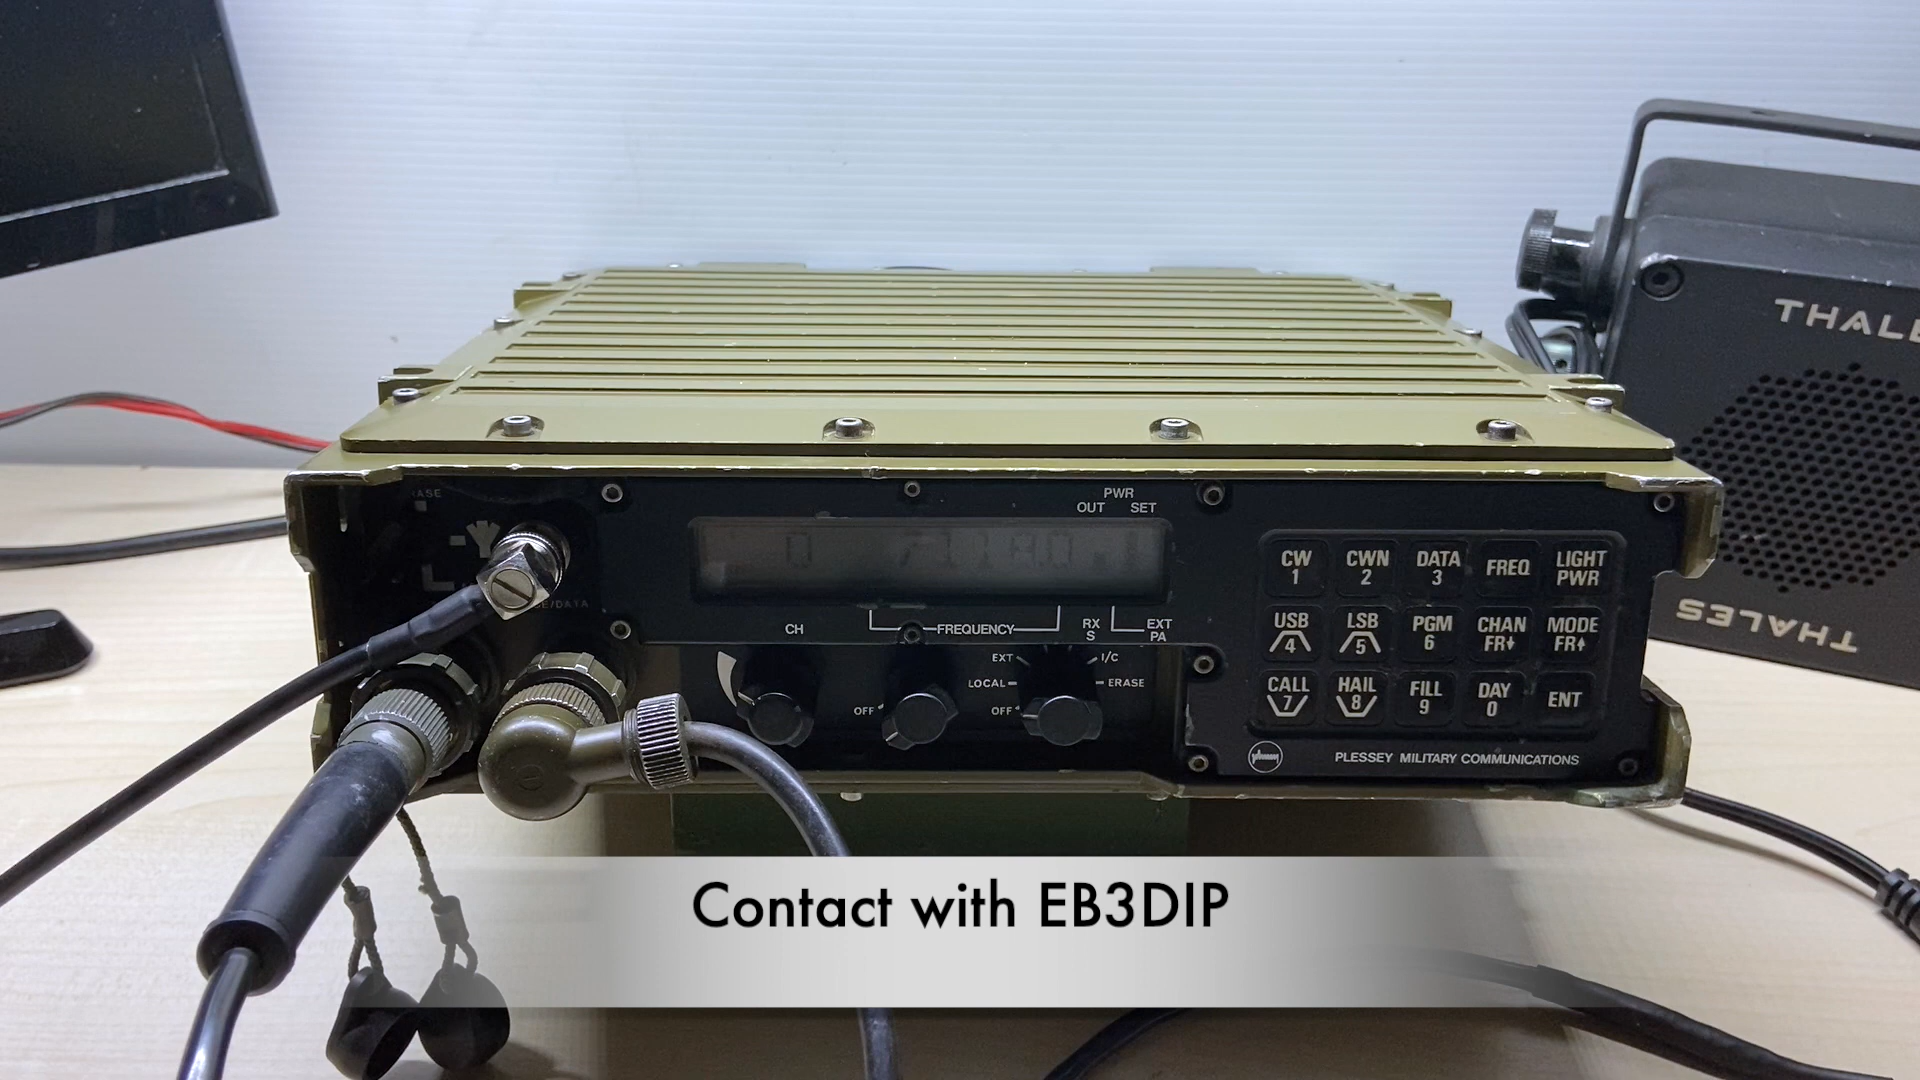 THALES
THALES
PWR
OUT SET
CH
FREQUENCY
RX
S
EXT
PA
EXT
LOCAL
OFF
OFF
I/C
ERASE
CW
1
CWN
2
DATA
3
FREQ
LIGHT
PWR
USB
4
LSB
5
PGM
6
CHAN
FR
MODE
FR
CALL
7
HAIL
8
FILL
9
DAY
0
ENT
PLESSEY MILITARY COMMUNICATIONS
Contact with EB3DIP